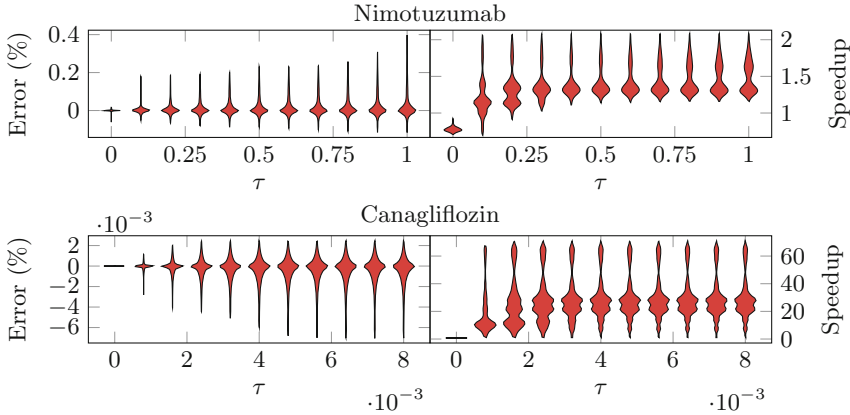 Nimotuzumab
Error (%)
0.4
0.2
0
0 0.25 0.5 0.75 1
τ
2
1.5
1
Speedup
0 0.25 0.5 0.75 1
τ
Canagliflozin
·10−3
Error (%)
2
0
−2
−4
−6
0 2 4 6 8
τ
·10−3
60
40
20
0
Speedup
0 2 4 6 8
τ
·10−3